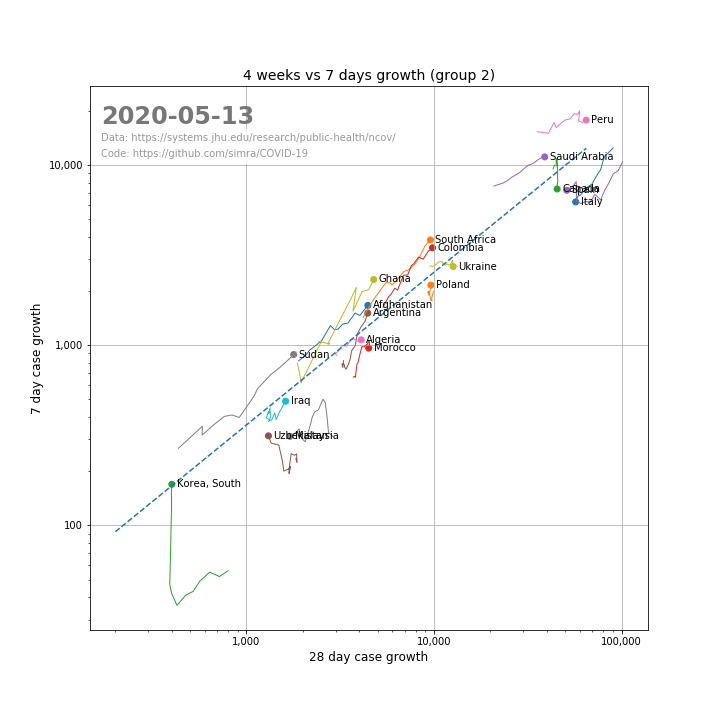 4 weeks vs 7 days growth (group 2)
2020-05-13
Data: https://systems.jhu.edu/research/public-health/ncov/
Code: https://github.com/simra/COVID-19
Peru
Saudi Arabia
10,000
Canada
Spain
Italy
South Africa
Colombia
Ukraine
Ghana
Poland
Afghanistan
Argentina
Algeria
1,000
Morocco
Sudan
Iraq
Uzbekistan
Malaysia
Korea, South
100
7 day case growth
1,000
10,000
100,000
28 day case growth